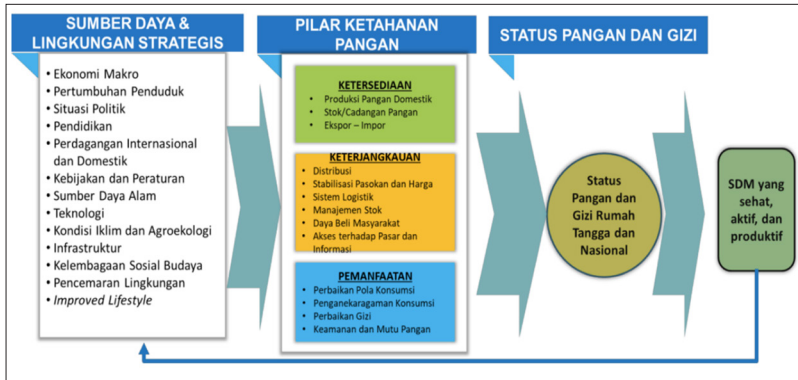 SUMBER DAYA &
LINGKUNGAN STRATEGIS
• Ekonomi Makro
• Pertumbuhan Penduduk
• Situasi Politik
• Pendidikan
• Perdagangan Internasional
dan Domestik
• Kebijakan dan Peraturan
• Sumber Daya Alam
• Teknologi
• Kondisi Iklim dan Agroekologi
• Infrastruktur
• Kelembagaan Sosial Budaya
• Pencemaran Lingkungan
• Improved Lifestyle
PILAR KETAHANAN
PANGAN
KETERSEDIAAN
• Produksi Pangan Domestik
• Stok/Cadangan Pangan
• Ekspor – Impor
KETERJANGKAUAN
• Distribusi
• Stabilisasi Pasokan dan Harga
• Sistem Logistik
• Manajemen Stok
• Daya Beli Masyarakat
• Akses terhadap Pasar dan
Informasi
PEMANFAATAN
• Perbaikan Pola Konsumsi
• Penganekaragaman Konsumsi
• Perbaikan Gizi
• Keamanan dan Mutu Pangan
STATUS PANGAN DAN GIZI
Status
Pangan dan
Gizi Rumah
Tangga dan
Nasional
SDM yang
sehat,
aktif, dan
produktif